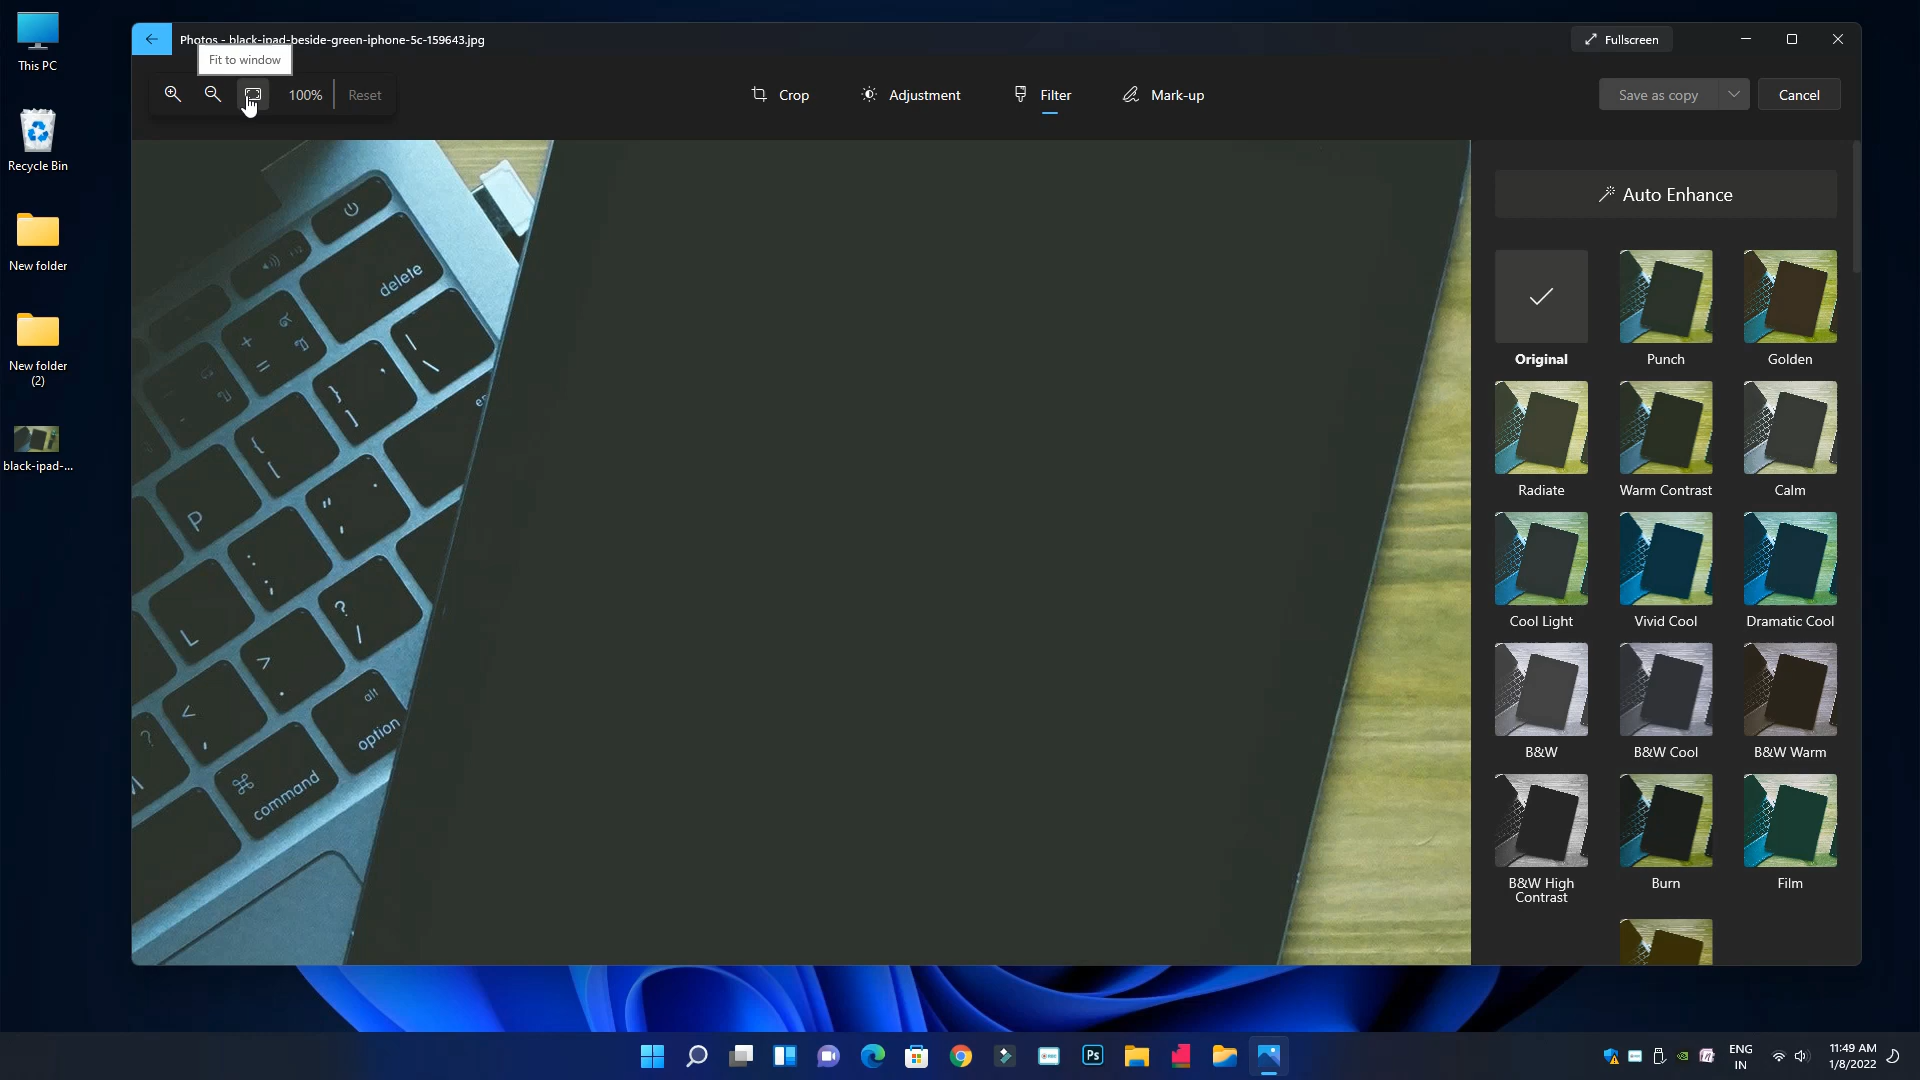 This PC
Recycle Bin
New folder
New folder
(2)
black-ipad-...
Photos - black-ipad-beside-green-iphone-5c-159643.jpg
Fullscreen
Fit to window
100%
Reset
Crop
Adjustment
Filter
Mark-up
Save as copy
Cancel
delete
+
=
|
\
}
]
{
[
P
"
'
:
;
L
?
/
>
.
<
,
alt
option
⌘
command
Auto Enhance
Original
Punch
Golden
Radiate
Warm Contrast
Calm
Cool Light
Vivid Cool
Dramatic Cool
B&W
B&W Cool
B&W Warm
B&W High
Contrast
Burn
Film
Ps
ENG
IN
11:49 AM
1/8/2022